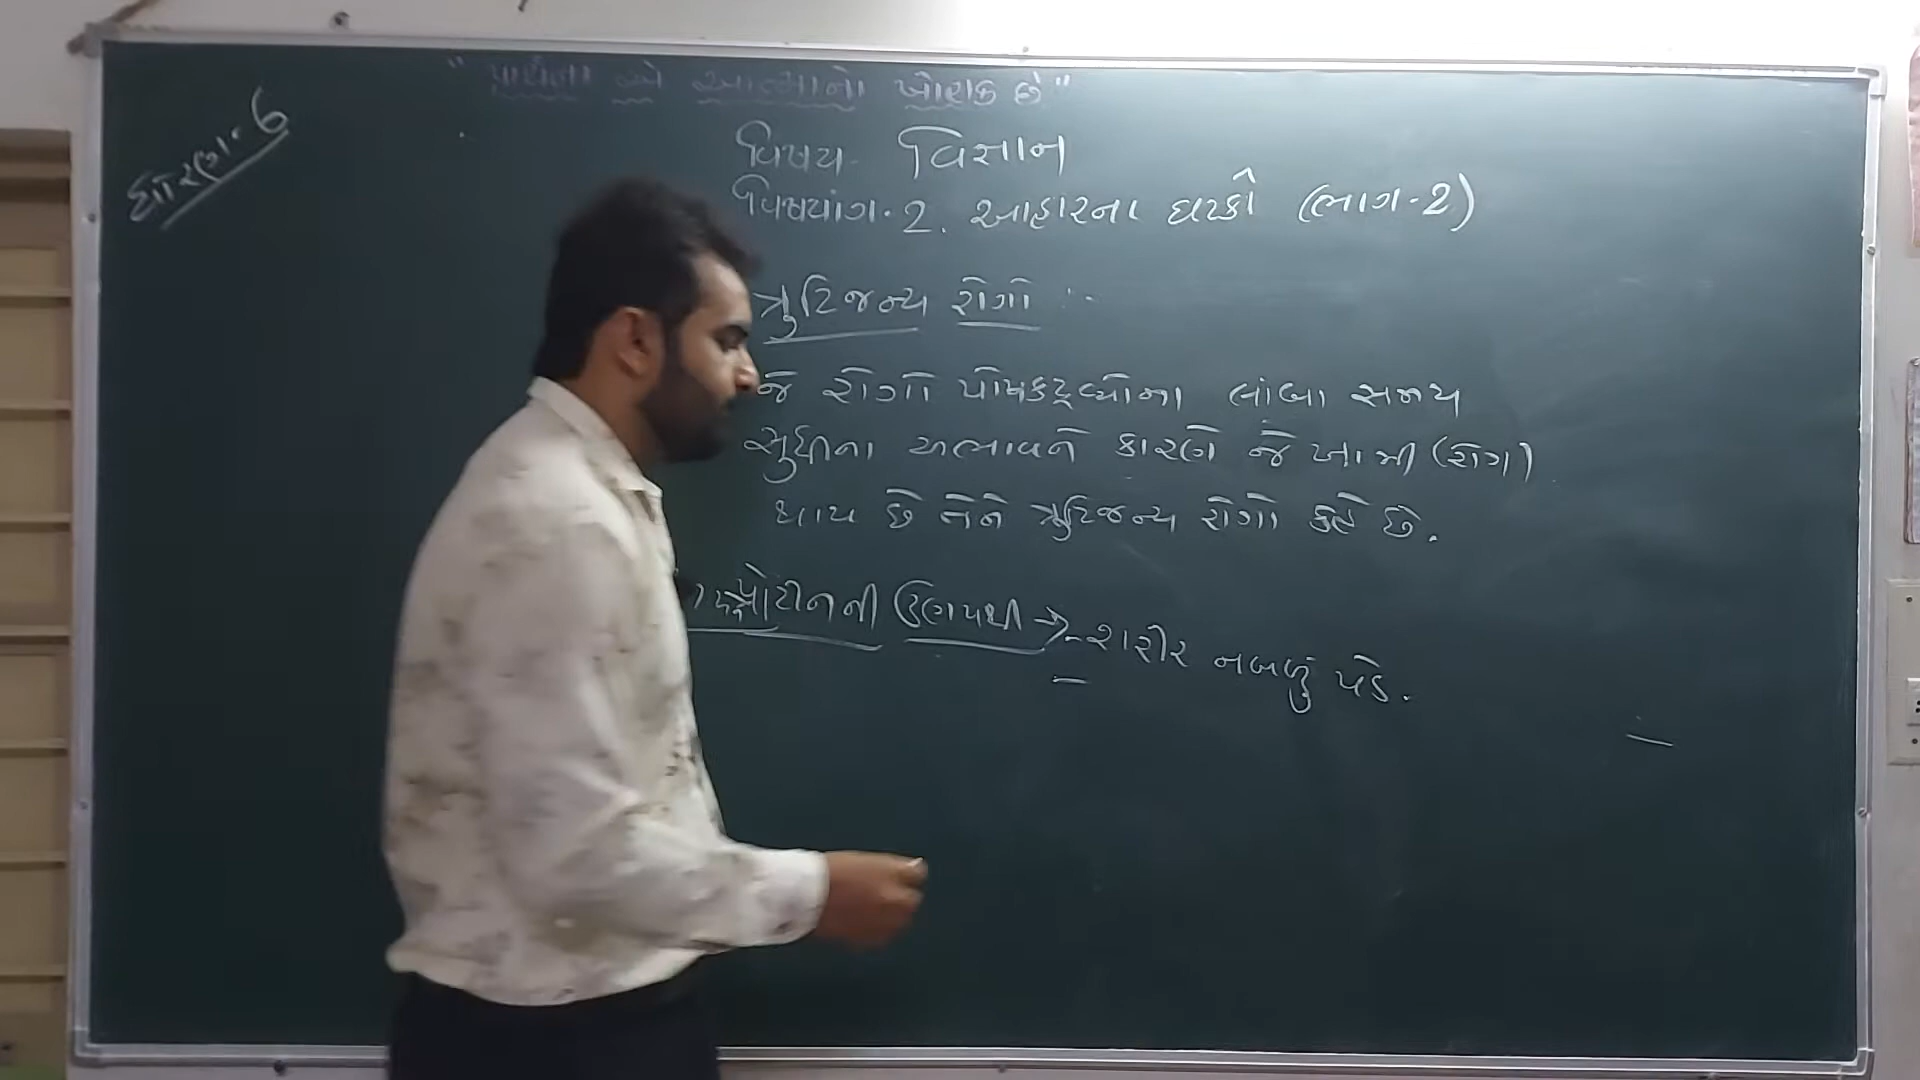 "પ્રાર્થના એ આત્માનો ખોરાક છે"
ધોરણ-6
વિષય- વિજ્ઞાન
વિષયાંગ-2. આહારના ઘટકો (ભાગ-2)
ત્રુટિજન્ય રોગો :-
જે રોગો પોષકદ્રવ્યોના લાંબા સમય
સુધીના અભાવને કારણે જે ખામી (રોગ)
થાય છે તેને ત્રુટિજન્ય રોગો કહે છે.
પ્રોટીનની ઉણપથી → - શરીર નબળું પડે.